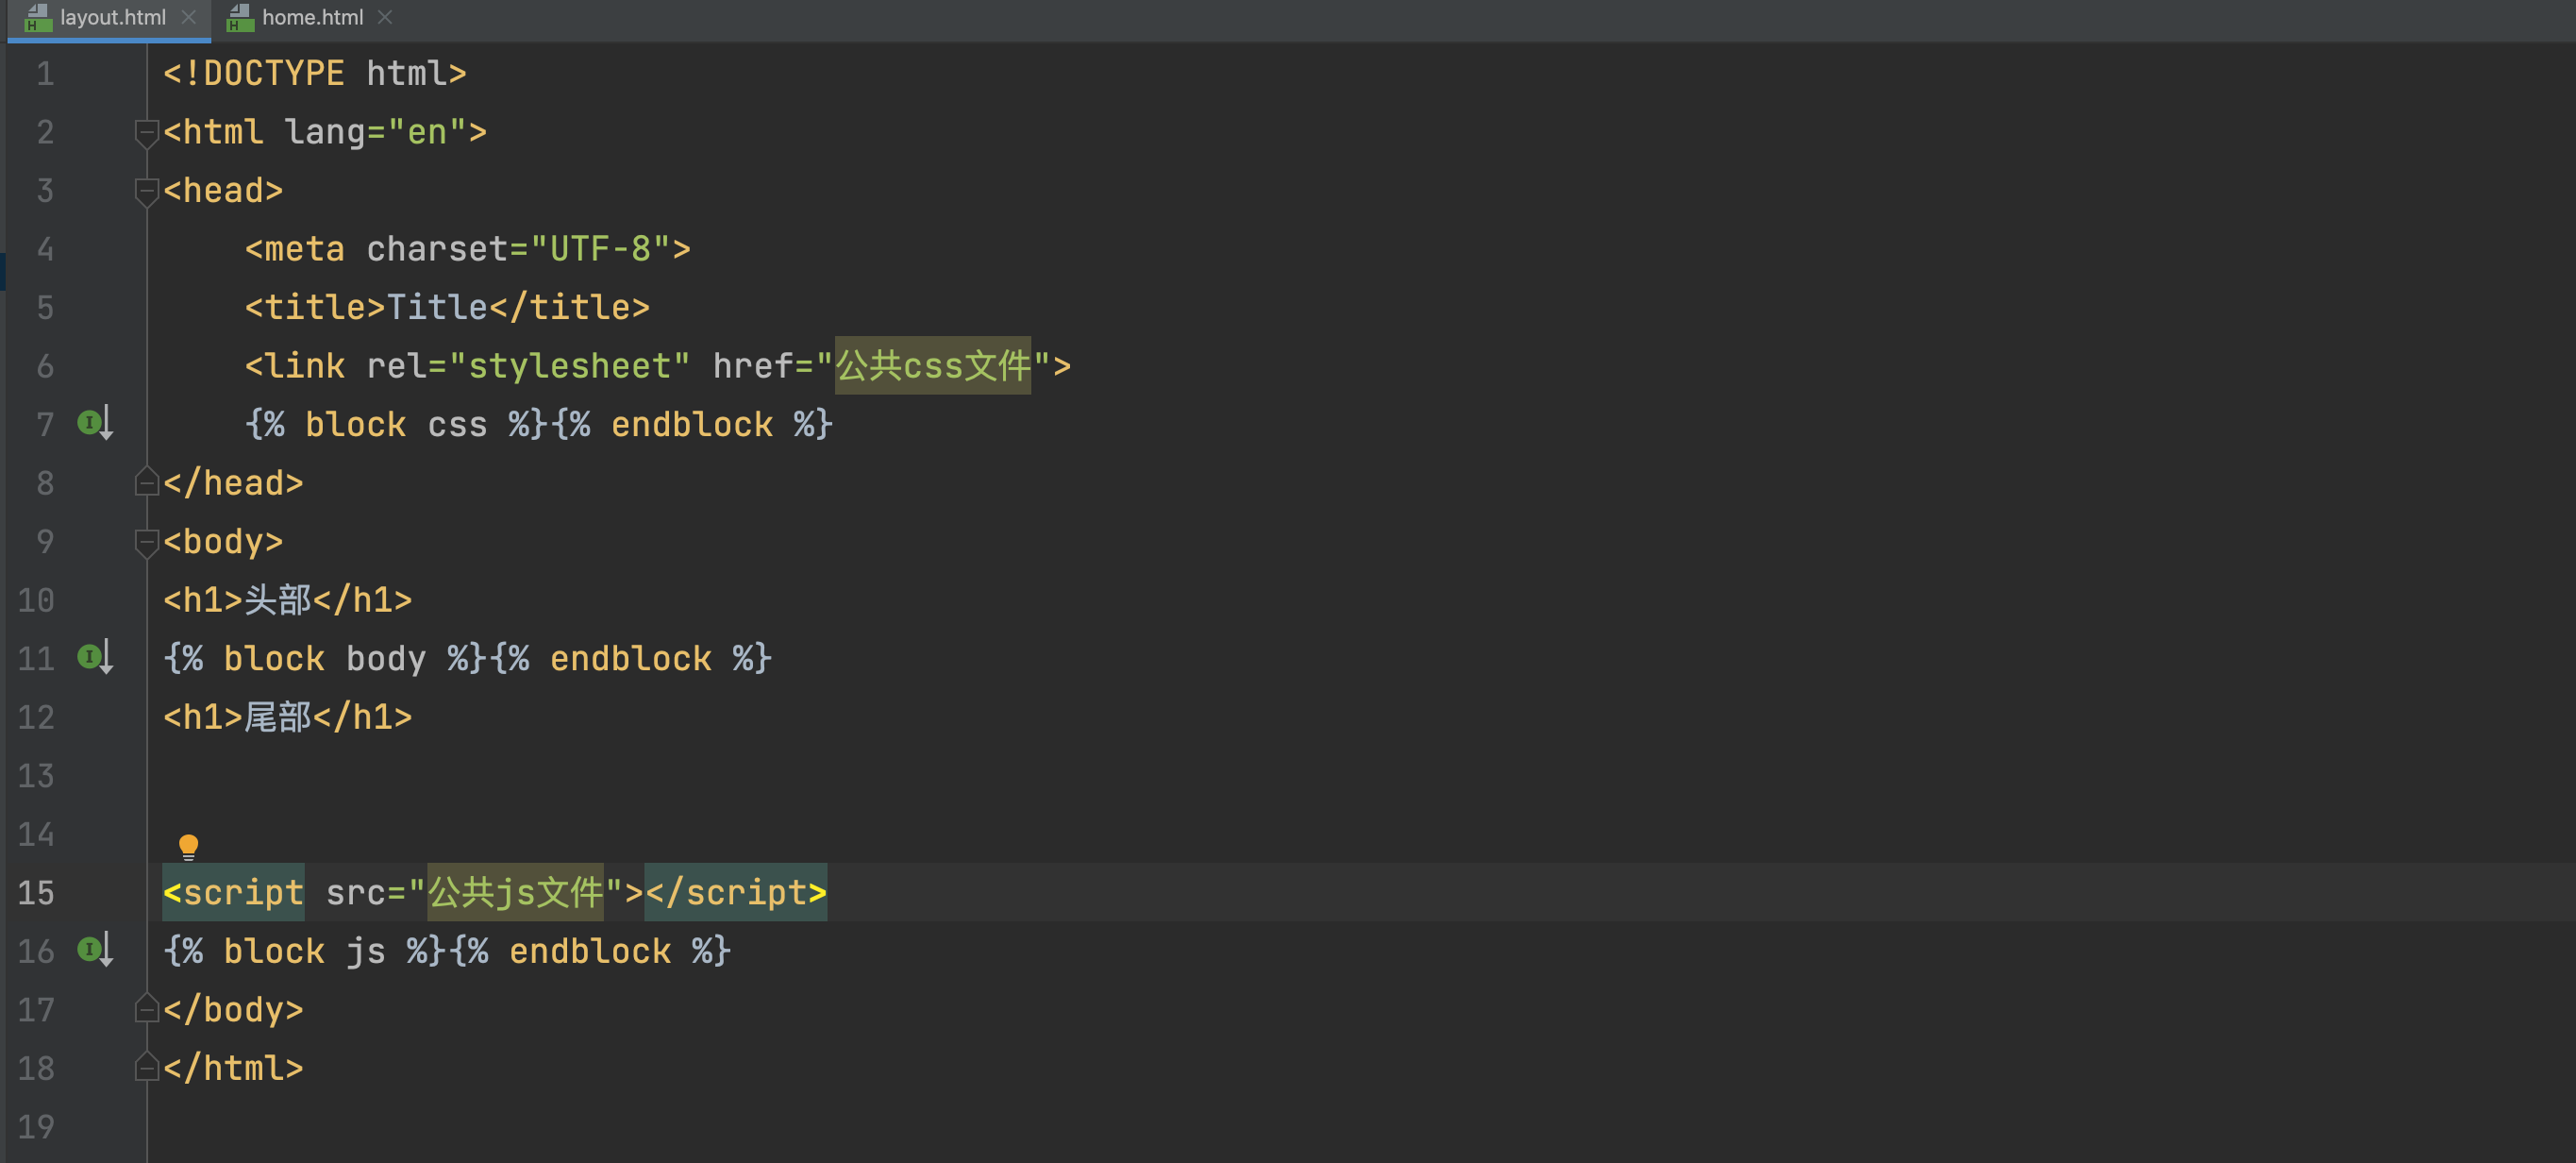 layout.html home.html
1 <!DOCTYPE html>
2 <html lang="en">
3 <head>
4     <meta charset="UTF-8">
5     <title>Title</title>
6     <link rel="stylesheet" href="公共css文件">
7     {% block css %}{% endblock %}
8 </head>
9 <body>
10 <h1>头部</h1>
11 {% block body %}{% endblock %}
12 <h1>尾部</h1>
13
14
15 <script src="公共js文件"></script>
16 {% block js %}{% endblock %}
17 </body>
18 </html>
19